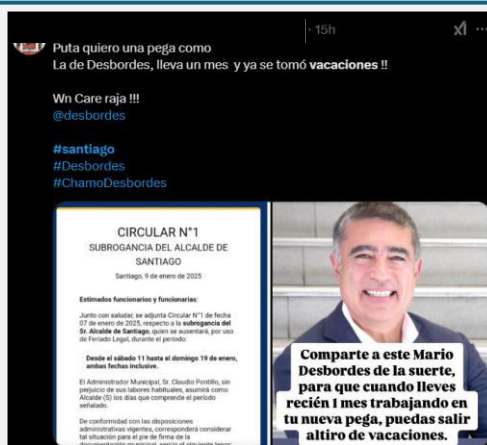 · 15h
Puta quiero una pega como
La de Desbordes, lleva un mes y ya se tomó vacaciones !!
Wn Care raja !!!
@desbordes
#santiago
#Desbordes
#ChamoDesbordes
CIRCULAR N°1
SUBROGANCIA DEL ALCALDE DE
SANTIAGO
Santiago, 9 de enero de 2025
Estimados funcionarios y funcionarias:
Junto con saludar, se adjunta Circular N°1 de fecha
07 de enero de 2025, respecto a la subrogancia del
Sr. Alcalde de Santiago, quien se ausentará, por uso
de Feriado Legal, durante el período:
Desde el sábado 11 hasta el domingo 19 de enero,
ambas fechas inclusive.
El Administrador Municipal, Sr. Claudio Pontillo, sin
perjuicio de sus labores habituales, asumirá como
Alcalde (S) los días que comprende el período
señalado.
De conformidad con las disposiciones
administrativas vigentes, corresponderá considerar
tal situación para el pie de firma de la
Comparte a este Mario
Desbordes de la suerte,
para que cuando lleves
recién 1 mes trabajando en
tu nueva pega, puedas salir
altiro de vacaciones.